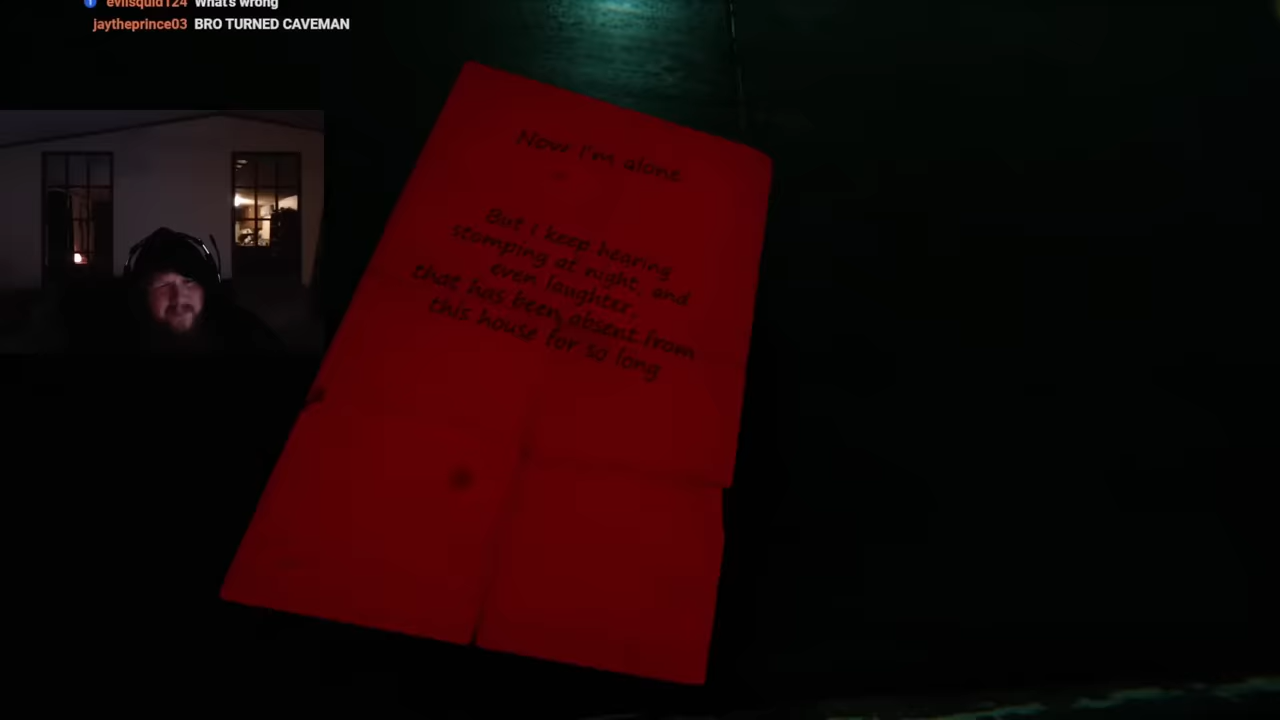 evilsquid124 What's wrong
jaytheprince03 BRO TURNED CAVEMAN
Now I'm alone
But i keep hearing
stomping at night, and
even laughter.
that has been absent from
this house for so long